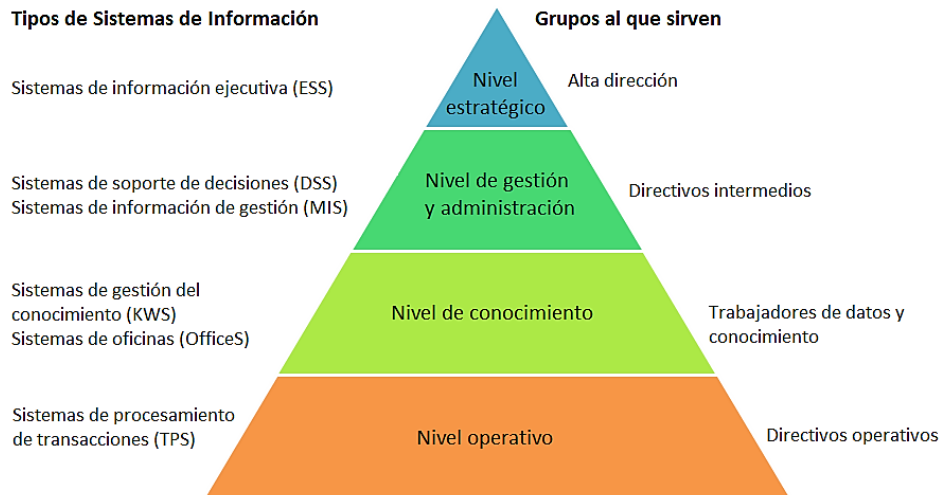 Tipos de Sistemas de Información
Grupos al que sirven
Sistemas de información ejecutiva (ESS)
Nivel
estratégico
Alta dirección
Sistemas de soporte de decisiones (DSS)
Sistemas de información de gestión (MIS)
Nivel de gestión
y administración
Directivos intermedios
Sistemas de gestión del
conocimiento (KWS)
Sistemas de oficinas (OfficeS)
Nivel de conocimiento
Trabajadores de datos y
conocimiento
Sistemas de procesamiento
de transacciones (TPS)
Nivel operativo
Directivos operativos